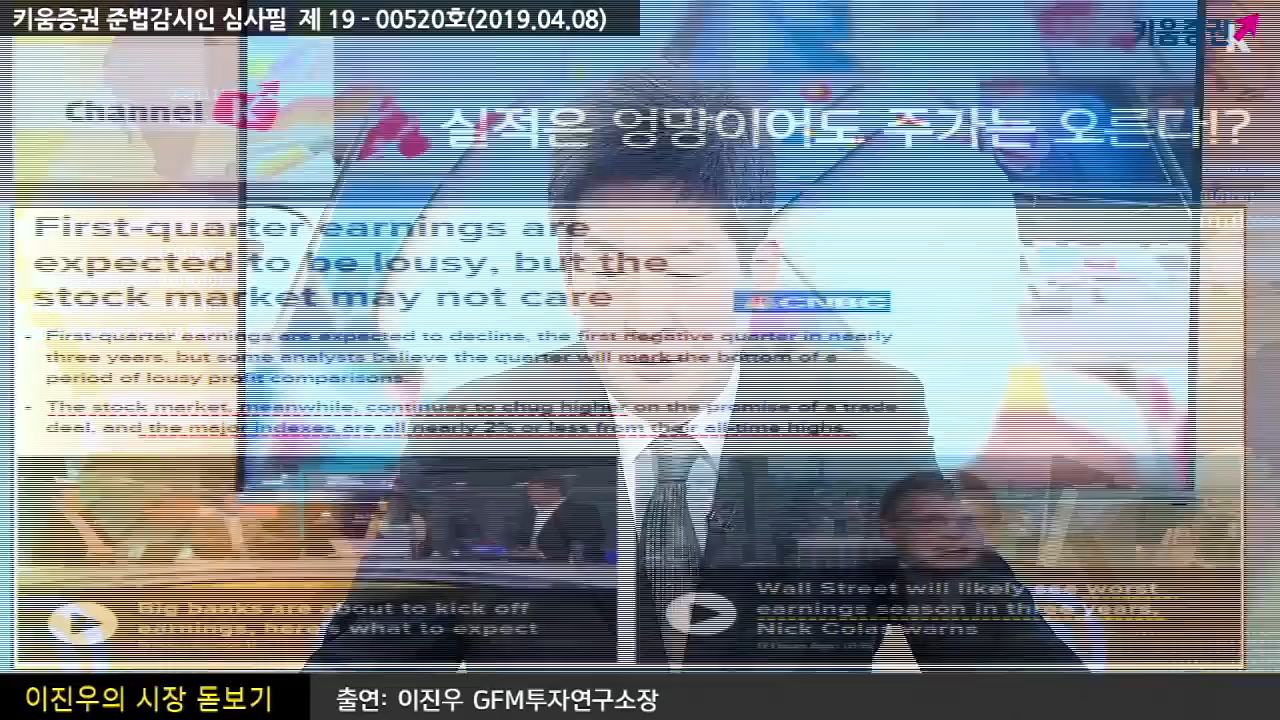 키움증권 준법감시인 심사필 제 19 - 00520호(2019.04.08)
키움증권
Channel K
실적은 엉망이어도 주가는 오른다!?
First-quarter earnings are
expected to be lousy, but the
stock market may not care
CNBC
- First-quarter earnings are expected to decline, the first negative quarter in nearly
three years, but some analysts believe the quarter will mark the bottom of a
period of lousy profit comparisons.
- The stock market, meanwhile, continues to chug higher on the promise of a trade
deal, and the major indexes are all nearly 2% or less from their all-time highs.
Big banks are about to kick off
earnings, here's what to expect
Wall Street will likely see worst
earnings season in three years,
Nick Colas warns
이진우의 시장 돋보기
출연: 이진우 GFM투자연구소장